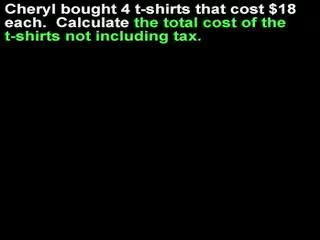 Cheryl bought 4 t-shirts that cost $18
each.  Calculate the total cost of the
t-shirts not including tax.